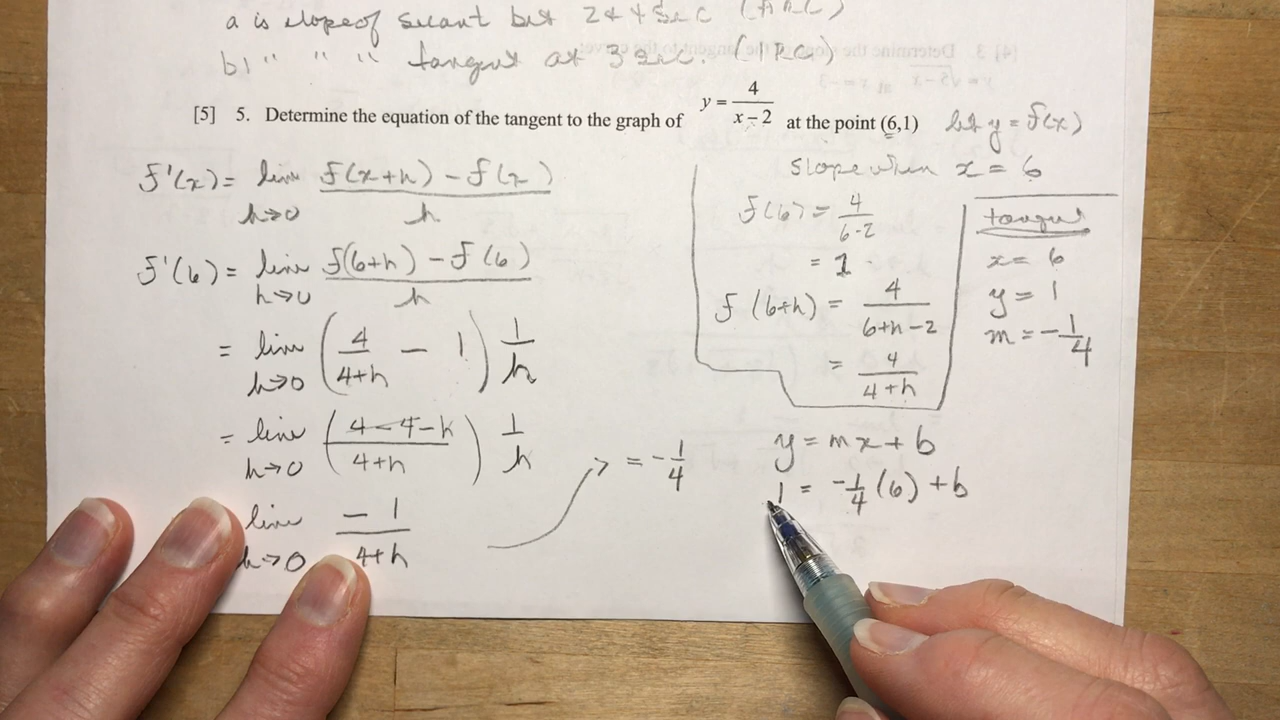 a is slope of secant bet 2 & 4 sec (ARC)
b) " " " tangent at 3 sec. (IRC)
[5] 5. Determine the equation of the tangent to the graph of y = 4/(x − 2) at the point (6,1) let y = f(x)
f'(x) = lim h→0 (f(x+h) − f(x))/h
f'(6) = lim h→0 (f(6+h) − f(6))/h
= lim h→0 (4/(4+h) − 1) 1/h
= lim h→0 ((4−4−h)/(4+h)) 1/h
lim h→0 −1/(4+h)
= −1/4
slope when x = 6
f(6) = 4/(6-2)
= 1
f(6+h) = 4/(6+h−2)
= 4/(4+h)
tangent
x = 6
y = 1
m = −1/4
y = mx + b
1 = −1/4 (6) + b